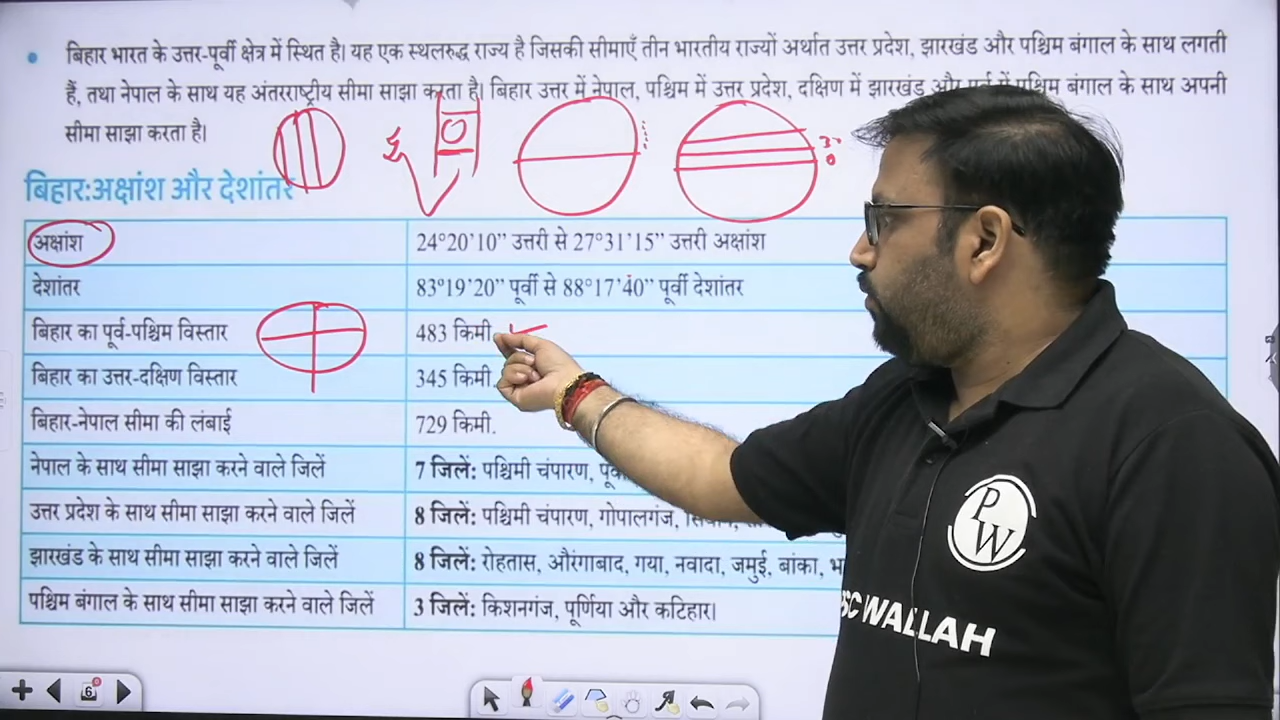 बिहार भारत के उत्तर-पूर्वी क्षेत्र में स्थित है। यह एक स्थलरुद्ध राज्य है जिसकी सीमाएँ तीन भारतीय राज्यों अर्थात उत्तर प्रदेश, झारखंड और पश्चिम बंगाल के साथ लगती
हैं, तथा नेपाल के साथ यह अंतरराष्ट्रीय सीमा साझा करता है। बिहार उत्तर में नेपाल, पश्चिम में उत्तर प्रदेश, दक्षिण में झारखंड और पूर्व में पश्चिम बंगाल के साथ अपनी
सीमा साझा करता है।
बिहार:अक्षांश और देशांतर
अक्षांश 24°20'10” उत्तरी से 27°31'15” उत्तरी अक्षांश
देशांतर 83°19'20” पूर्वी से 88°17'40” पूर्वी देशांतर
बिहार का पूर्व-पश्चिम विस्तार 483 किमी
बिहार का उत्तर-दक्षिण विस्तार 345 किमी.
बिहार-नेपाल सीमा की लंबाई 729 किमी.
नेपाल के साथ सीमा साझा करने वाले जिलें 7 जिलें: पश्चिमी चंपारण,
उत्तर प्रदेश के साथ सीमा साझा करने वाले जिलें 8 जिलें: पश्चिमी चंपारण, गोपालगंज,
झारखंड के साथ सीमा साझा करने वाले जिलें 8 जिलें: रोहतास, औरंगाबाद, गया, नवादा, जमुई, बांका,
पश्चिम बंगाल के साथ सीमा साझा करने वाले जिलें 3 जिलें: किशनगंज, पूर्णिया और कटिहार।
PW
WALLAH
6